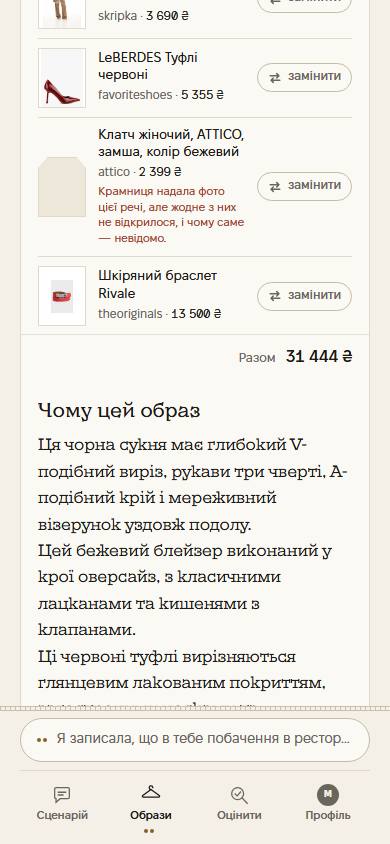 skripka · 3 690 ₴
LeBERDES Туфлі
червоні
favoriteshoes · 5 355 ₴
замінити
Клатч жіночий, ATTICO,
замша, колір бежевий
attico · 2 399 ₴
Крамниця надала фото
цієї речі, але жодне з них
не відкрилося, і чому саме
— невідомо.
замінити
Шкіряний браслет
Rivale
theoriginals · 13 500 ₴
замінити
Разом 31 444 ₴
Чому цей образ
Ця чорна сукня має глибокий V-
подібний виріз, рукави три чверті, А-
подібний крій і мереживний
візерунок уздовж подолу.
Цей бежевий блейзер виконаний у
крої оверсайз, з класичними
лацканами та кишенями з
клапанами.
Ці червоні туфлі вирізняються
глянцевим лакованим покриттям,
Я записала, що в тебе побачення в рестор...
Сценарій
Образи
Оцінити
М
Профіль